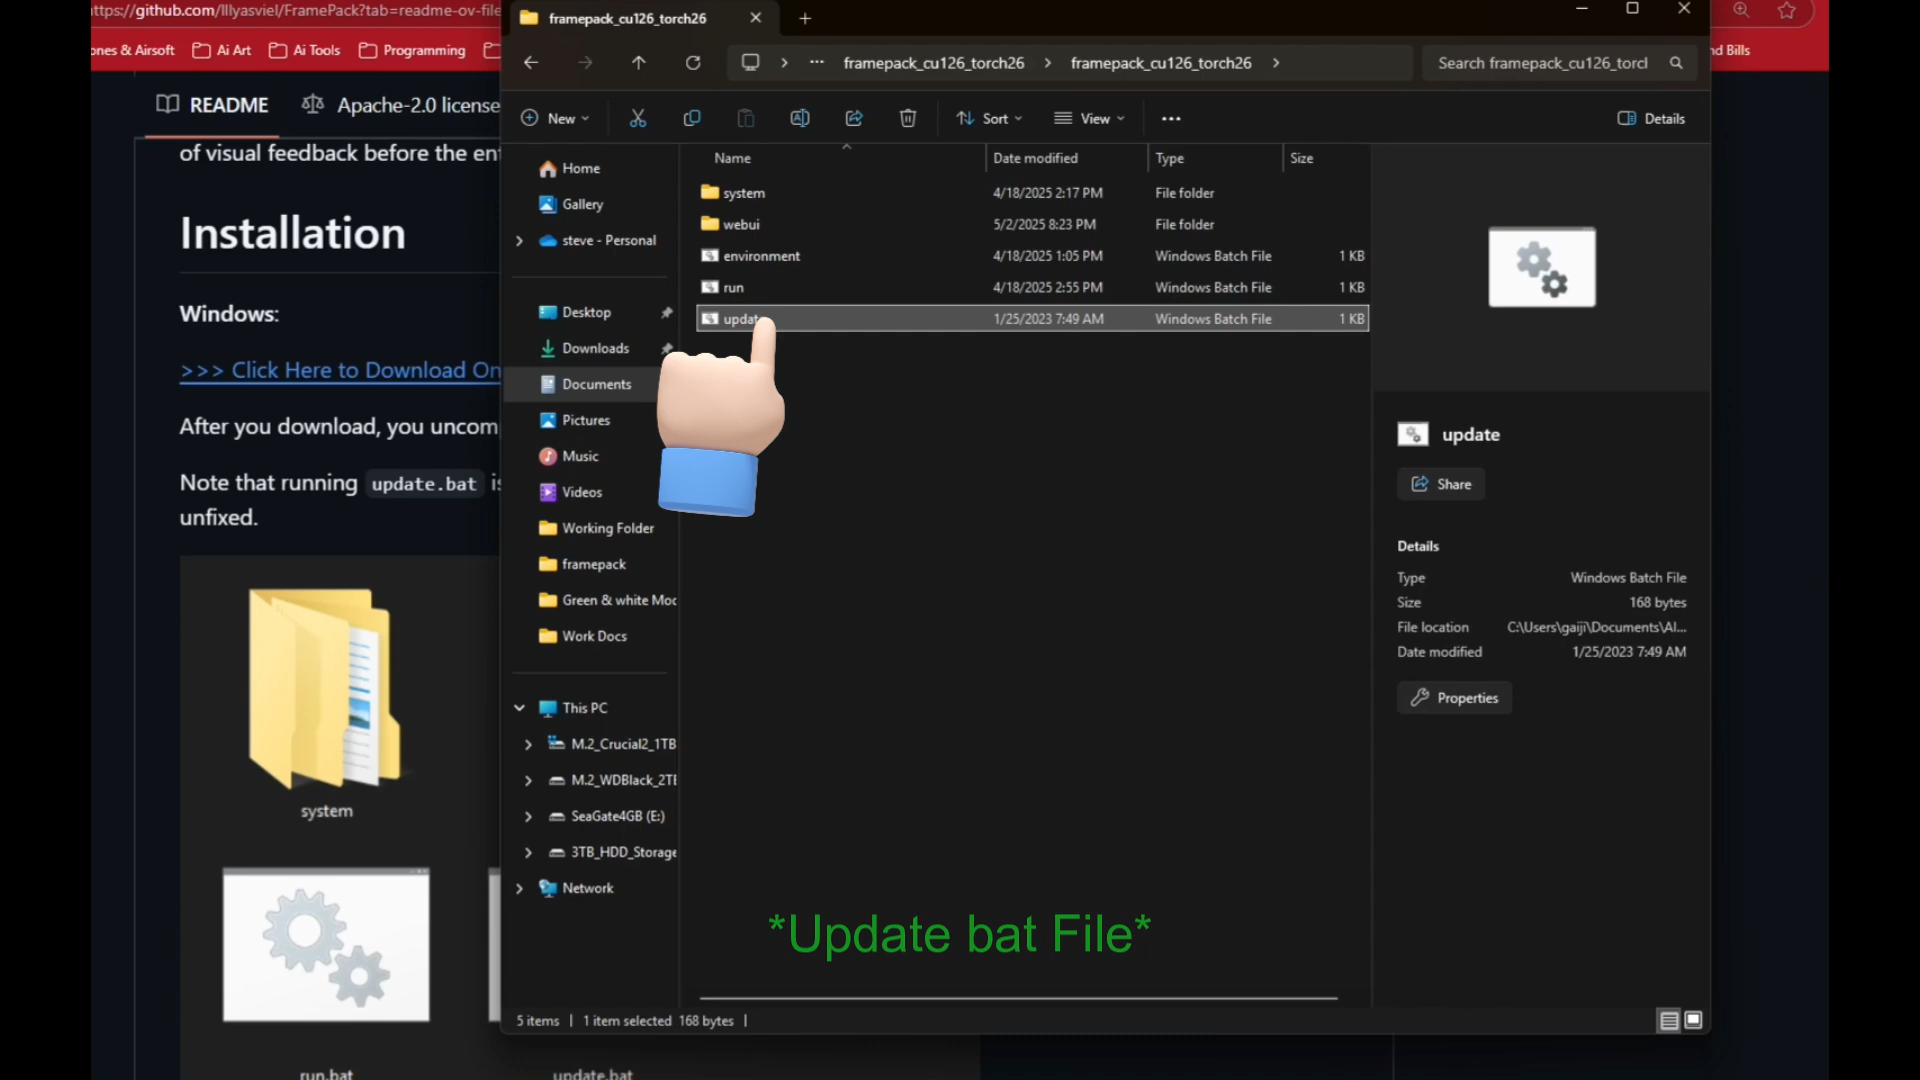 https://github.com/lllyasviel/FramePack?tab=readme-ov-file
ones & Airsoft
Ai Art
Ai Tools
Programming
nd Bills
README
Apache-2.0 license
of visual feedback before the ent
Installation
Windows:
>>> Click Here to Download On
After you download, you uncom
Note that running update.bat is
unfixed.
system
run.bat
update.bat
framepack_cu126_torch26
framepack_cu126_torch26
framepack_cu126_torch26
Search framepack_cu126_torcl
New
Sort
View
Details
Home
Gallery
steve - Personal
Desktop
Downloads
Documents
Pictures
Music
Videos
Working Folder
framepack
Green & white Moc
Work Docs
This PC
M.2_Crucial2_1TB
M.2_WDBlack_2TE
SeaGate4GB (E:)
3TB_HDD_Storage
Network
Name Date modified Type Size
system 4/18/2025 2:17 PM File folder
webui 5/2/2025 8:23 PM File folder
environment 4/18/2025 1:05 PM Windows Batch File 1 KB
run 4/18/2025 2:55 PM Windows Batch File 1 KB
update 1/25/2023 7:49 AM Windows Batch File 1 KB
update
Share
Details
Type Windows Batch File
Size 168 bytes
File location C:\Users\gaiji\Documents\AI...
Date modified 1/25/2023 7:49 AM
Properties
*Update bat File*
5 items | 1 item selected 168 bytes |